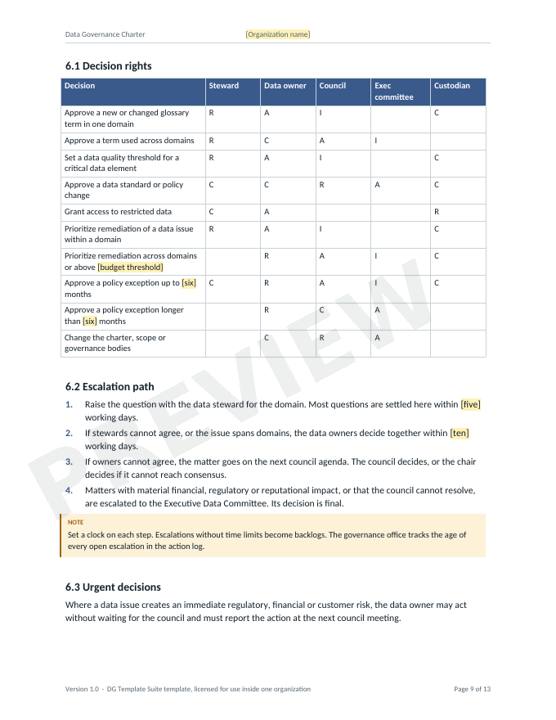 Data Governance Charter [Organization name]
6.1 Decision rights
Decision Steward Data owner Council Exec committee Custodian
Approve a new or changed glossary R A I C
term in one domain
Approve a term used across domains R C A I
Set a data quality threshold for a R A I C
critical data element
Approve a data standard or policy C C R A C
change
Grant access to restricted data C A R
Prioritize remediation of a data issue R A I C
within a domain
Prioritize remediation across domains R A I C
or above [budget threshold]
Approve a policy exception up to [six] C R A I C
months
Approve a policy exception longer R C A
than [six] months
Change the charter, scope or C R A
governance bodies
6.2 Escalation path
1. Raise the question with the data steward for the domain. Most questions are settled here within [five]
working days.
2. If stewards cannot agree, or the issue spans domains, the data owners decide together within [ten]
working days.
3. If owners cannot agree, the matter goes on the next council agenda. The council decides, or the chair
decides if it cannot reach consensus.
4. Matters with material financial, regulatory or reputational impact, or that the council cannot resolve,
are escalated to the Executive Data Committee. Its decision is final.
NOTE
Set a clock on each step. Escalations without time limits become backlogs. The governance office tracks the age of
every open escalation in the action log.
6.3 Urgent decisions
Where a data issue creates an immediate regulatory, financial or customer risk, the data owner may act
without waiting for the council and must report the action at the next council meeting.
PREVIEW
Version 1.0 - DG Template Suite template, licensed for use inside one organization Page 9 of 13